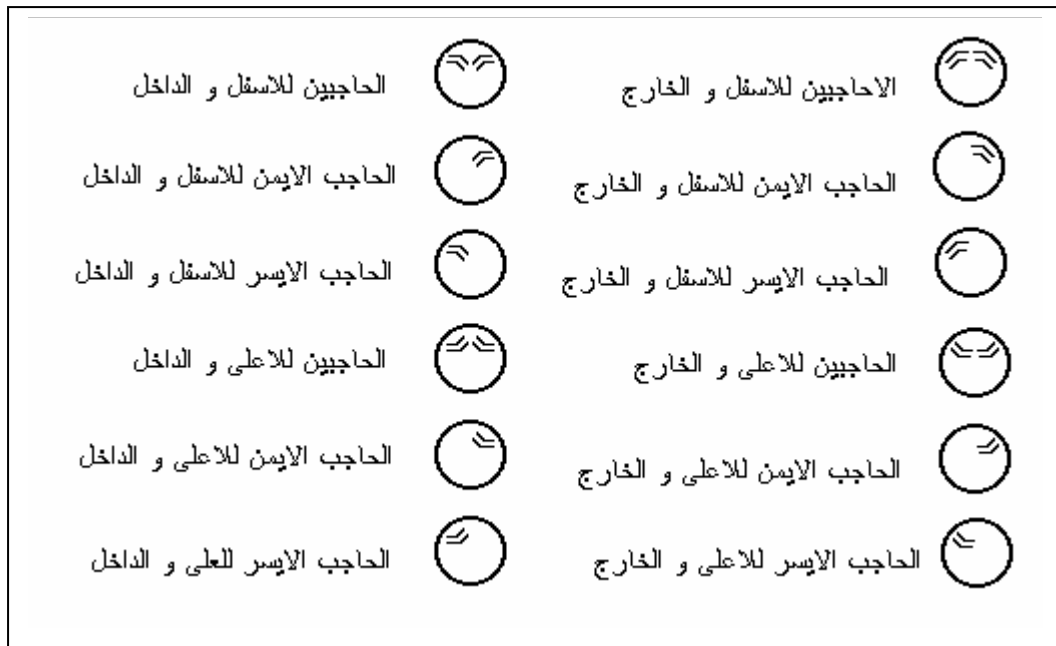 الاحاجبين للاسفل و الخارج
الحاجبين للاسفل و الداخل
الحاجب الايمن للاسفل و الخارج
الحاجب الايمن للاسفل و الداخل
الحاجب الايسر للاسفل و الخارج
الحاجب الايسر للاسفل و الداخل
الحاجبين للاعلى و الخارج
الحاجبين للاعلى و الداخل
الحاجب الايمن للاعلى و الخارج
الحاجب الايمن للاعلى و الداخل
الحاجب الايسر للاعلى و الخارج
الحاجب الايسر للعلى و الداخل